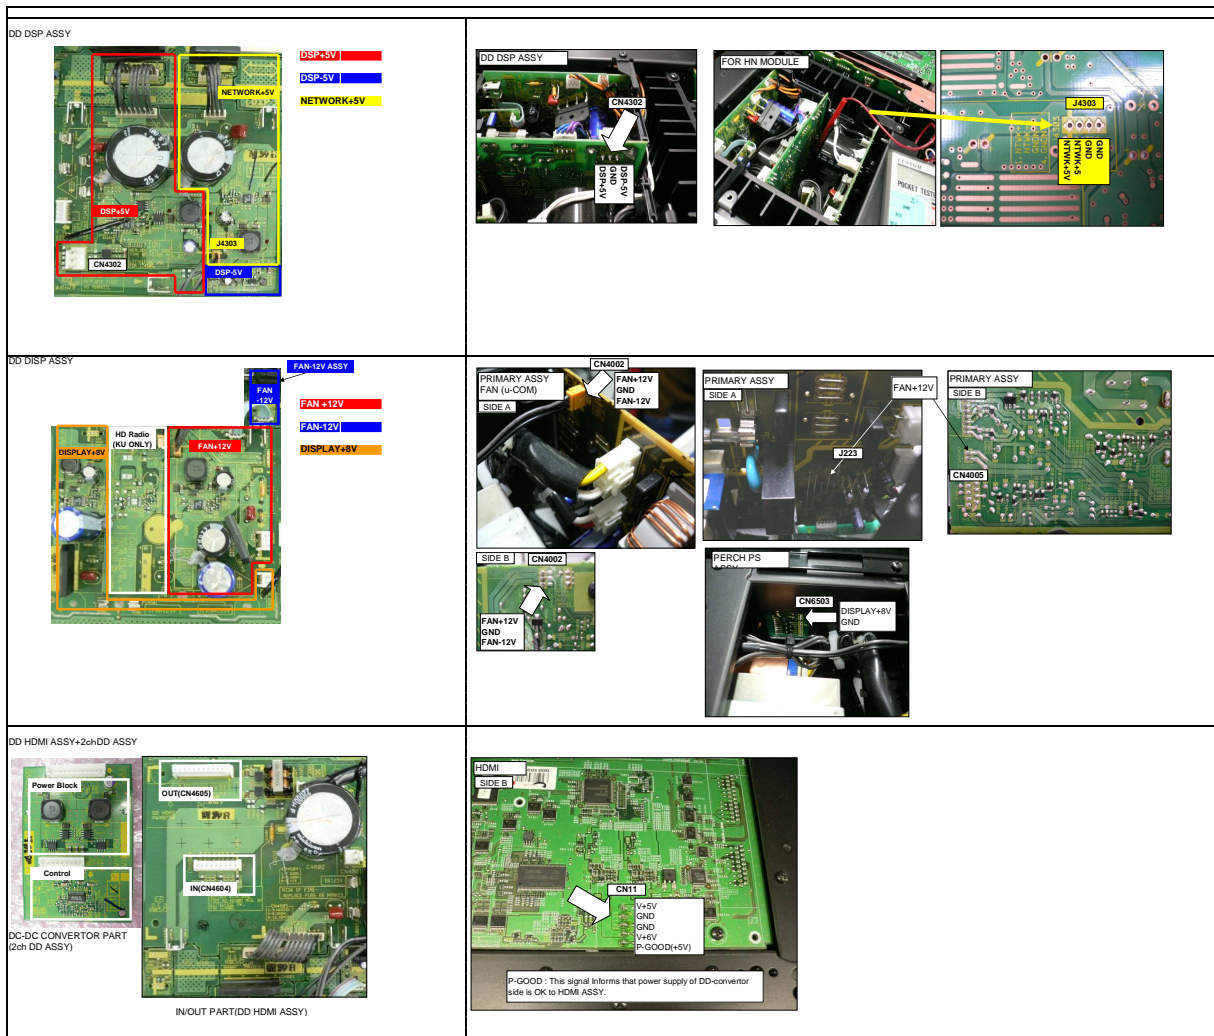 DD DSP ASSY
DSP+5V
DSP-5V
NETWORK+5V
NETWORK+5V
DSP+5V
CN4302
J4303
DSP-5V
DD DSP ASSY
CN4302
DSP-5V
GND
DSP+5V
FOR HN MODULE
POCKET
J4303
GND
GND
NTWK+5
NTWK+5V
DD DISP ASSY
FAN-12V ASSY
FAN
-12V
FAN +12V
FAN-12V
DISPLAY+8V
HD Radio
(KU ONLY)
DISPLAY+8V
FAN+12V
PRIMARY ASSY
FAN (u-COM)
SIDE A
CN4002
FAN+12V
GND
FAN-12V
PRIMARY ASSY
SIDE A
J223
FAN+12V
PRIMARY ASSY
SIDE B
CN4005
SIDE B
CN4002
FAN+12V
GND
FAN-12V
PERCH PS
ASSY
CN6503
DISPLAY+8V
GND
DD HDMI ASSY+2chDD ASSY
Power Block
Control
DC-DC CONVERTOR PART
(2ch DD ASSY)
OUT(CN4605)
IN(CN4604)
IN/OUT PART(DD HDMI ASSY)
HDMI
SIDE B
CN11
V+5V
GND
GND
V+6V
P-GOOD(+5V)
P-GOOD : This signal Informs that power supply of DD-convertor
side is OK to HDMI ASSY.